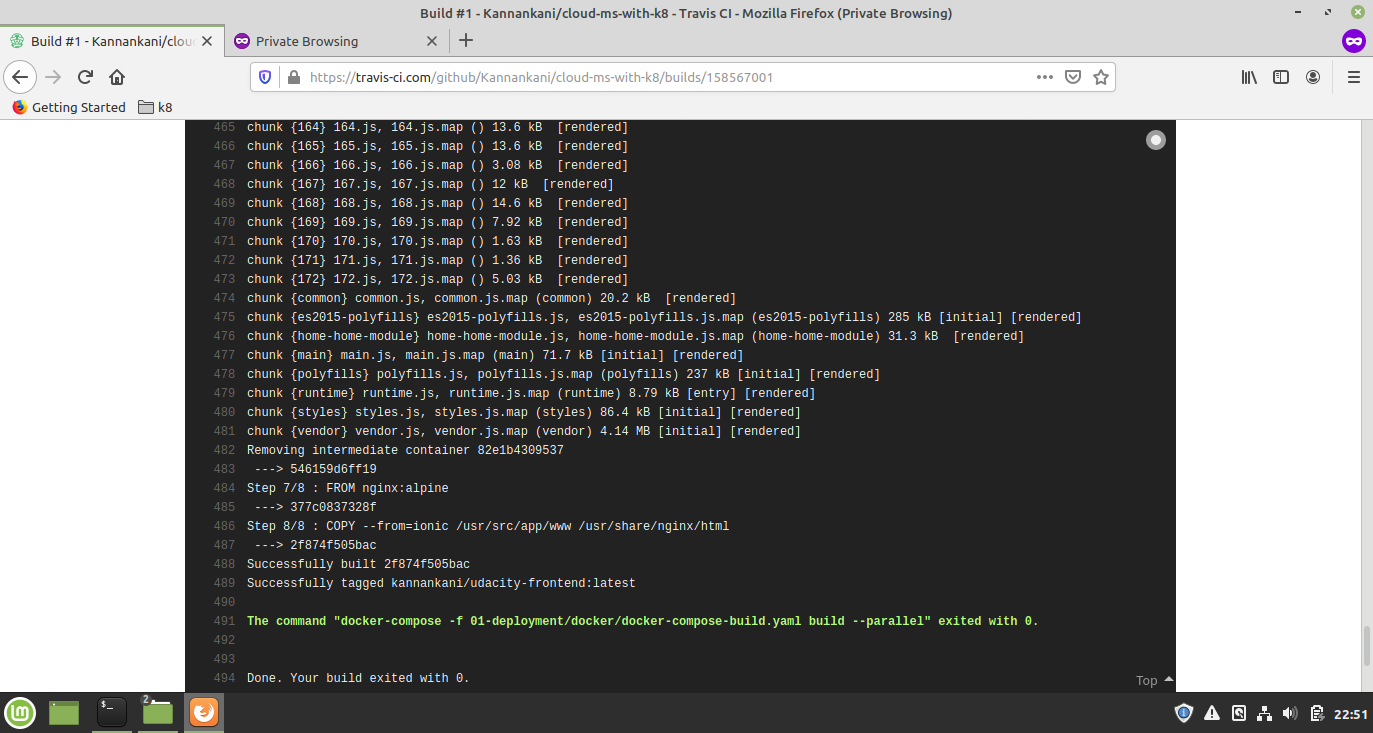 Build #1 - Kannankani/cloud-ms-with-k8 - Travis CI - Mozilla Firefox (Private Browsing)
Build #1 - Kannankani/clou
Private Browsing
https://travis-ci.com/github/Kannankani/cloud-ms-with-k8/builds/158567001
Getting Started
k8
465 chunk {164} 164.js, 164.js.map () 13.6 kB  [rendered]
466 chunk {165} 165.js, 165.js.map () 13.6 kB  [rendered]
467 chunk {166} 166.js, 166.js.map () 3.08 kB  [rendered]
468 chunk {167} 167.js, 167.js.map () 12 kB  [rendered]
469 chunk {168} 168.js, 168.js.map () 14.6 kB  [rendered]
470 chunk {169} 169.js, 169.js.map () 7.92 kB  [rendered]
471 chunk {170} 170.js, 170.js.map () 1.63 kB  [rendered]
472 chunk {171} 171.js, 171.js.map () 1.36 kB  [rendered]
473 chunk {172} 172.js, 172.js.map () 5.03 kB  [rendered]
474 chunk {common} common.js, common.js.map (common) 20.2 kB  [rendered]
475 chunk {es2015-polyfills} es2015-polyfills.js, es2015-polyfills.js.map (es2015-polyfills) 285 kB [initial] [rendered]
476 chunk {home-home-module} home-home-module.js, home-home-module.js.map (home-home-module) 31.3 kB  [rendered]
477 chunk {main} main.js, main.js.map (main) 71.7 kB [initial] [rendered]
478 chunk {polyfills} polyfills.js, polyfills.js.map (polyfills) 237 kB [initial] [rendered]
479 chunk {runtime} runtime.js, runtime.js.map (runtime) 8.79 kB [entry] [rendered]
480 chunk {styles} styles.js, styles.js.map (styles) 86.4 kB [initial] [rendered]
481 chunk {vendor} vendor.js, vendor.js.map (vendor) 4.14 MB [initial] [rendered]
482 Removing intermediate container 82e1b4309537
483  ---> 546159d6ff19
484 Step 7/8 : FROM nginx:alpine
485  ---> 377c0837328f
486 Step 8/8 : COPY --from=ionic /usr/src/app/www /usr/share/nginx/html
487  ---> 2f874f505bac
488 Successfully built 2f874f505bac
489 Successfully tagged kannankani/udacity-frontend:latest
490
491 The command "docker-compose -f 01-deployment/docker/docker-compose-build.yaml build --parallel" exited with 0.
492
493
494 Done. Your build exited with 0.
Top
$_
2
22:51